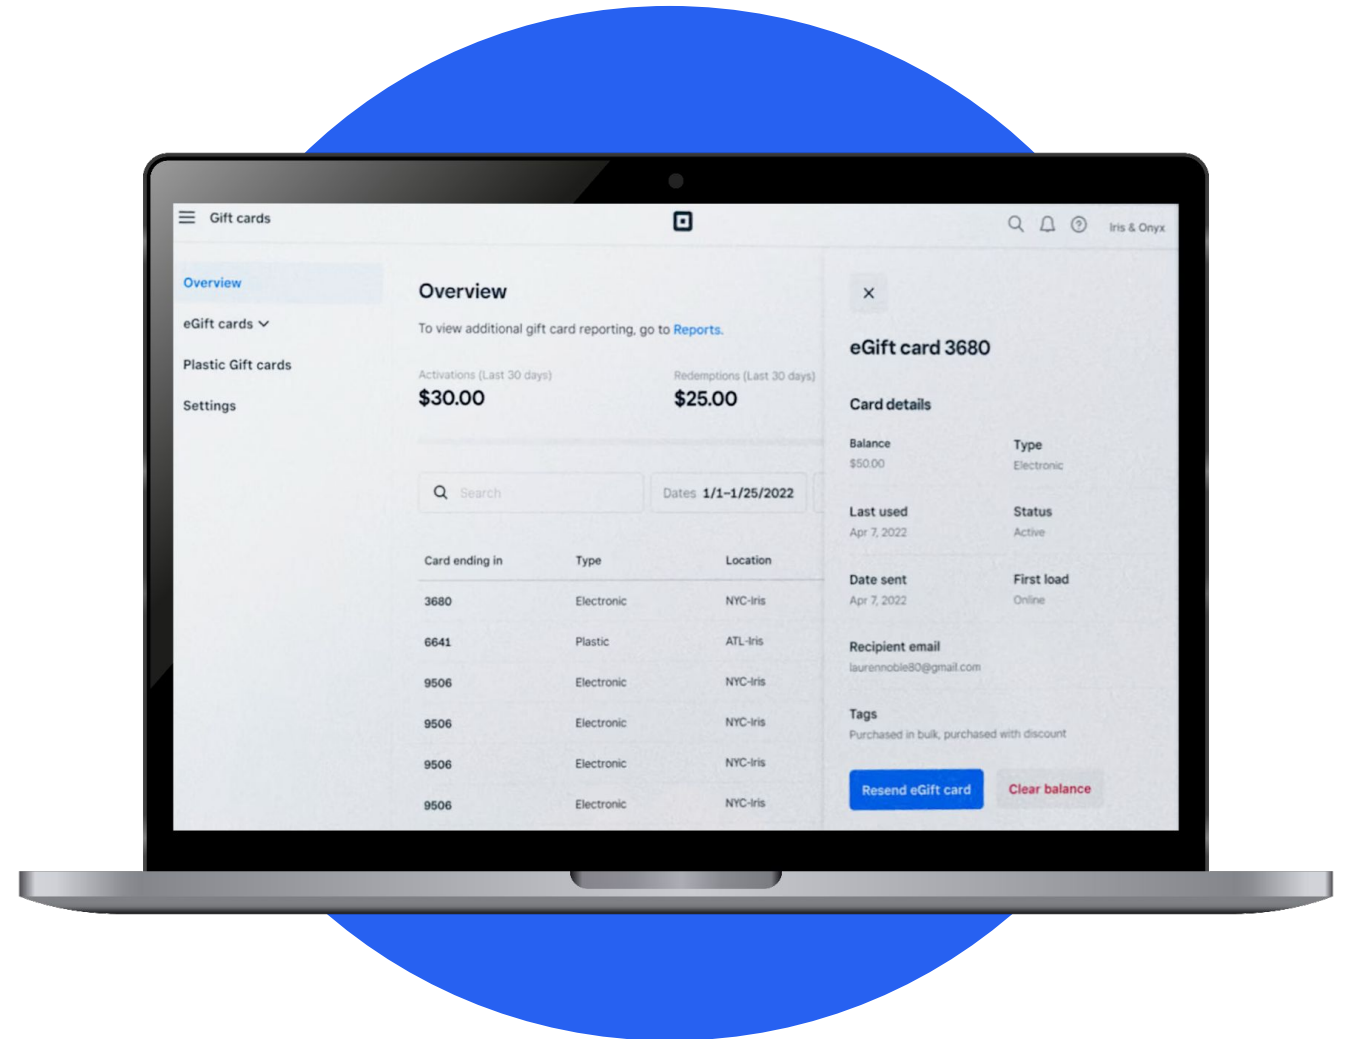 Gift cards
Iris & Onyx
Overview
eGift cards
Plastic Gift cards
Settings
Overview
To view additional gift card reporting, go to Reports.
Activations (Last 30 days)
Redemptions (Last 30 days)
$30.00
$25.00
Search
Dates 1/1–1/25/2022
Card ending in Type Location
3680 Electronic NYC-Iris
6641 Plastic ATL-Iris
9506 Electronic NYC-Iris
9506 Electronic NYC-Iris
9506 Electronic NYC-Iris
9506 Electronic NYC-Iris
eGift card 3680
Card details
Balance Type
$50.00 Electronic
Last used Status
Apr 7, 2022 Active
Date sent First load
Apr 7, 2022 Online
Recipient email
laurennoble80@gmail.com
Tags
Purchased in bulk, purchased with discount
Resend eGift card Clear balance